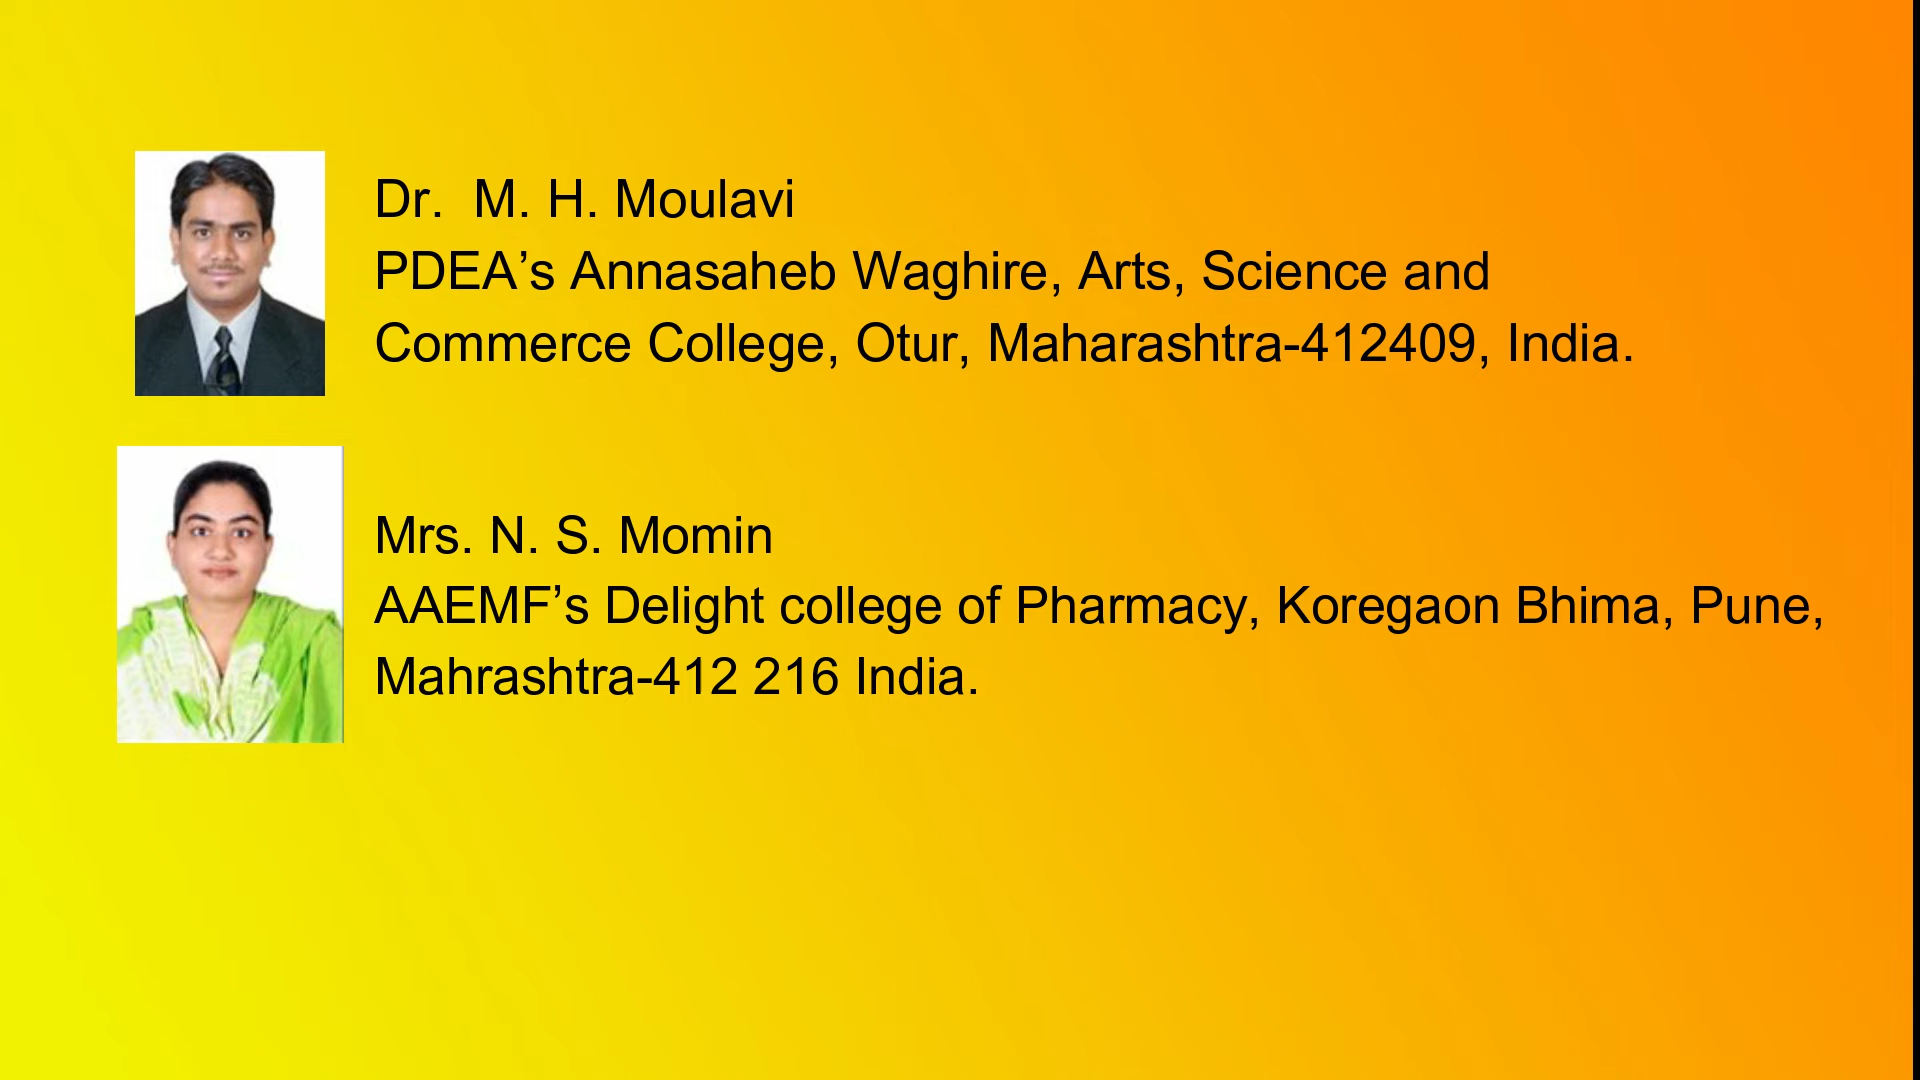 Dr.  M. H. Moulavi
PDEA’s Annasaheb Waghire, Arts, Science and
Commerce College, Otur, Maharashtra-412409, India.
Mrs. N. S. Momin
AAEMF’s Delight college of Pharmacy, Koregaon Bhima, Pune,
Mahrashtra-412 216 India.